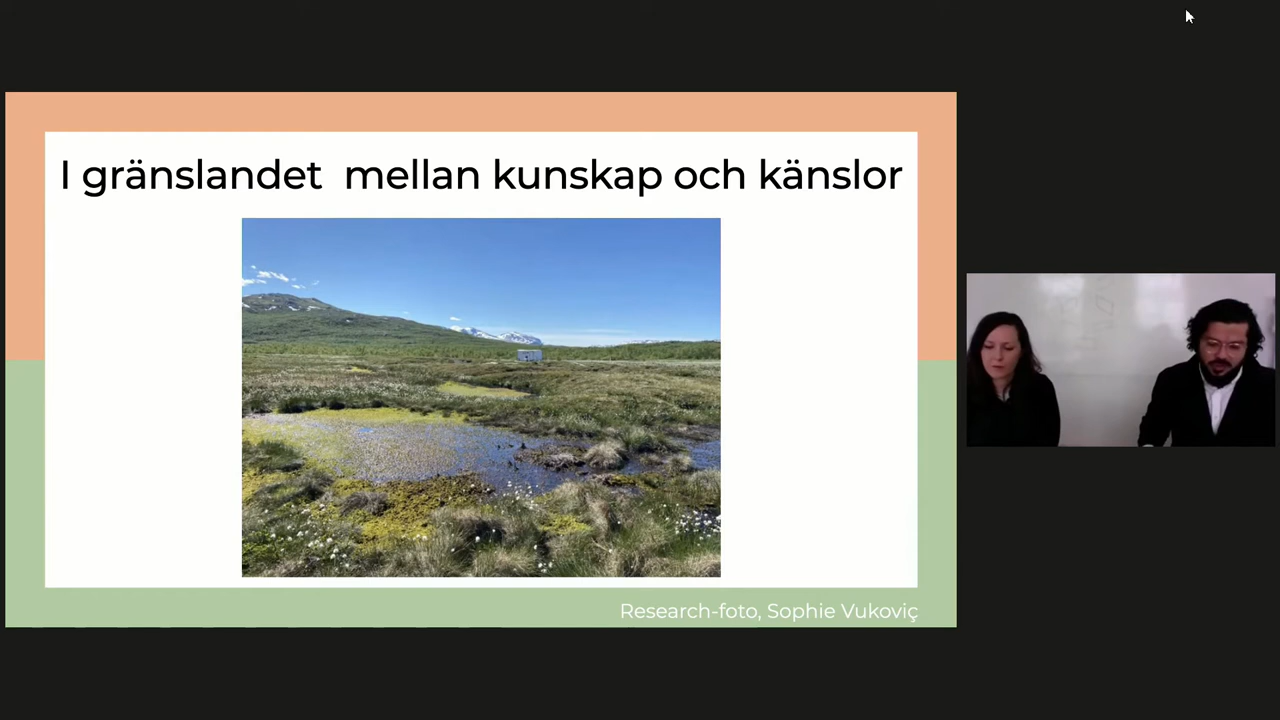 I gränslandet  mellan kunskap och känslor
Research-foto, Sophie Vukoviç